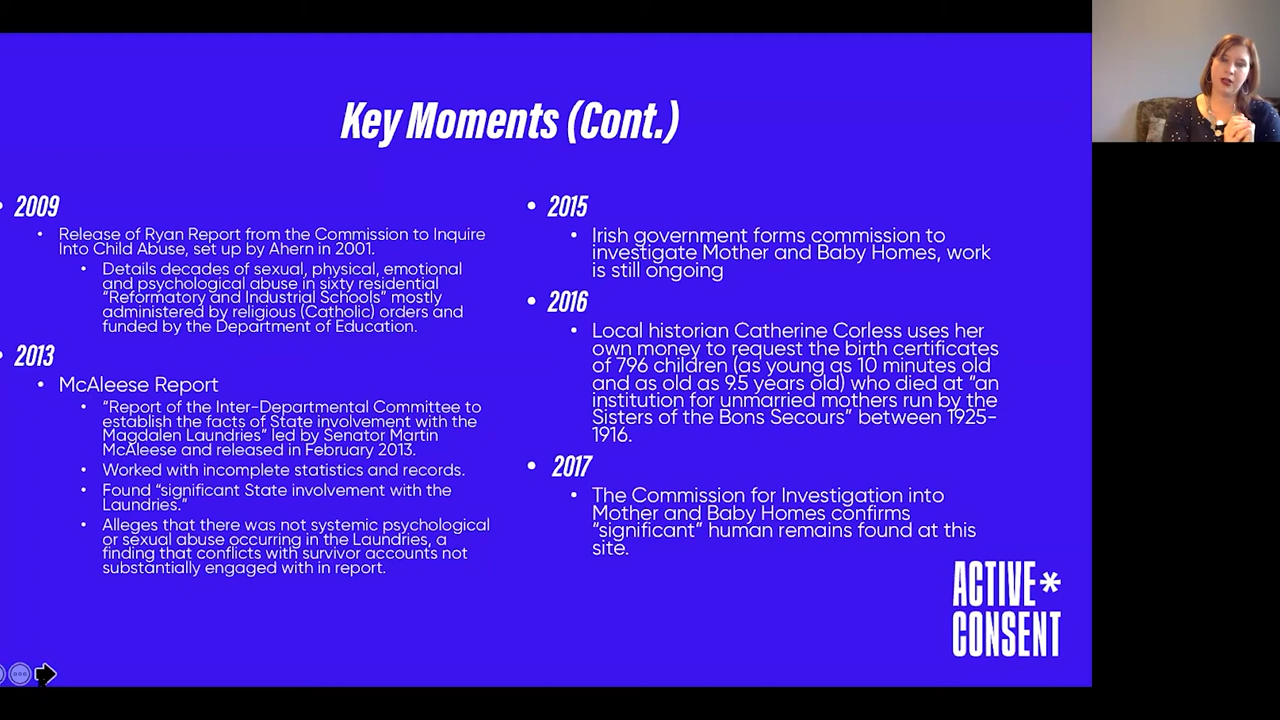 Key Moments (Cont.)
• 2009
• Release of Ryan Report from the Commission to Inquire
Into Child Abuse, set up by Ahern in 2001.
• Details decades of sexual, physical, emotional
and psychological abuse in sixty residential
“Reformatory and Industrial Schools” mostly
administered by religious (Catholic) orders and
funded by the Department of Education.
• 2013
• McAleese Report
• “Report of the Inter-Departmental Committee to
establish the facts of State involvement with the
Magdalen Laundries” led by Senator Martin
McAleese and released in February 2013.
• Worked with incomplete statistics and records.
• Found “significant State involvement with the
Laundries.”
• Alleges that there was not systemic psychological
or sexual abuse occurring in the Laundries, a
finding that conflicts with survivor accounts not
substantially engaged with in report.
• 2015
• Irish government forms commission to
investigate Mother and Baby Homes, work
is still ongoing
• 2016
• Local historian Catherine Corless uses her
own money to request the birth certificates
of 796 children (as young as 10 minutes old
and as old as 9.5 years old) who died at “an
institution for unmarried mothers run by the
Sisters of the Bons Secours” between 1925-
1916.
• 2017
• The Commission for Investigation into
Mother and Baby Homes confirms
“significant” human remains found at this
site.
ACTIVE*
CONSENT